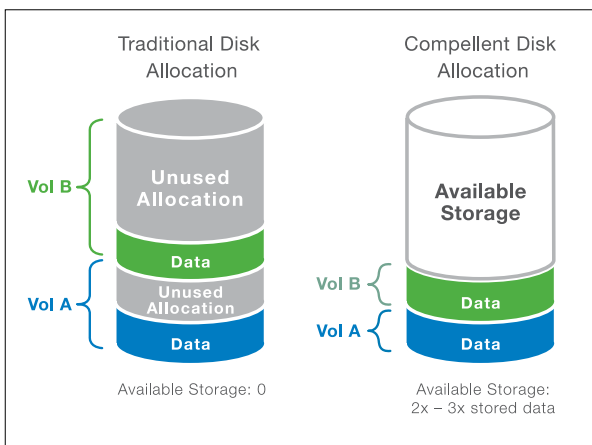 Traditional Disk
Allocation
Vol B
Unused
Allocation
Data
Vol A
Unused
Allocation
Data
Available Storage: 0
Compellent Disk
Allocation
Available
Storage
Vol B
Data
Vol A
Data
Available Storage:
2x – 3x stored data